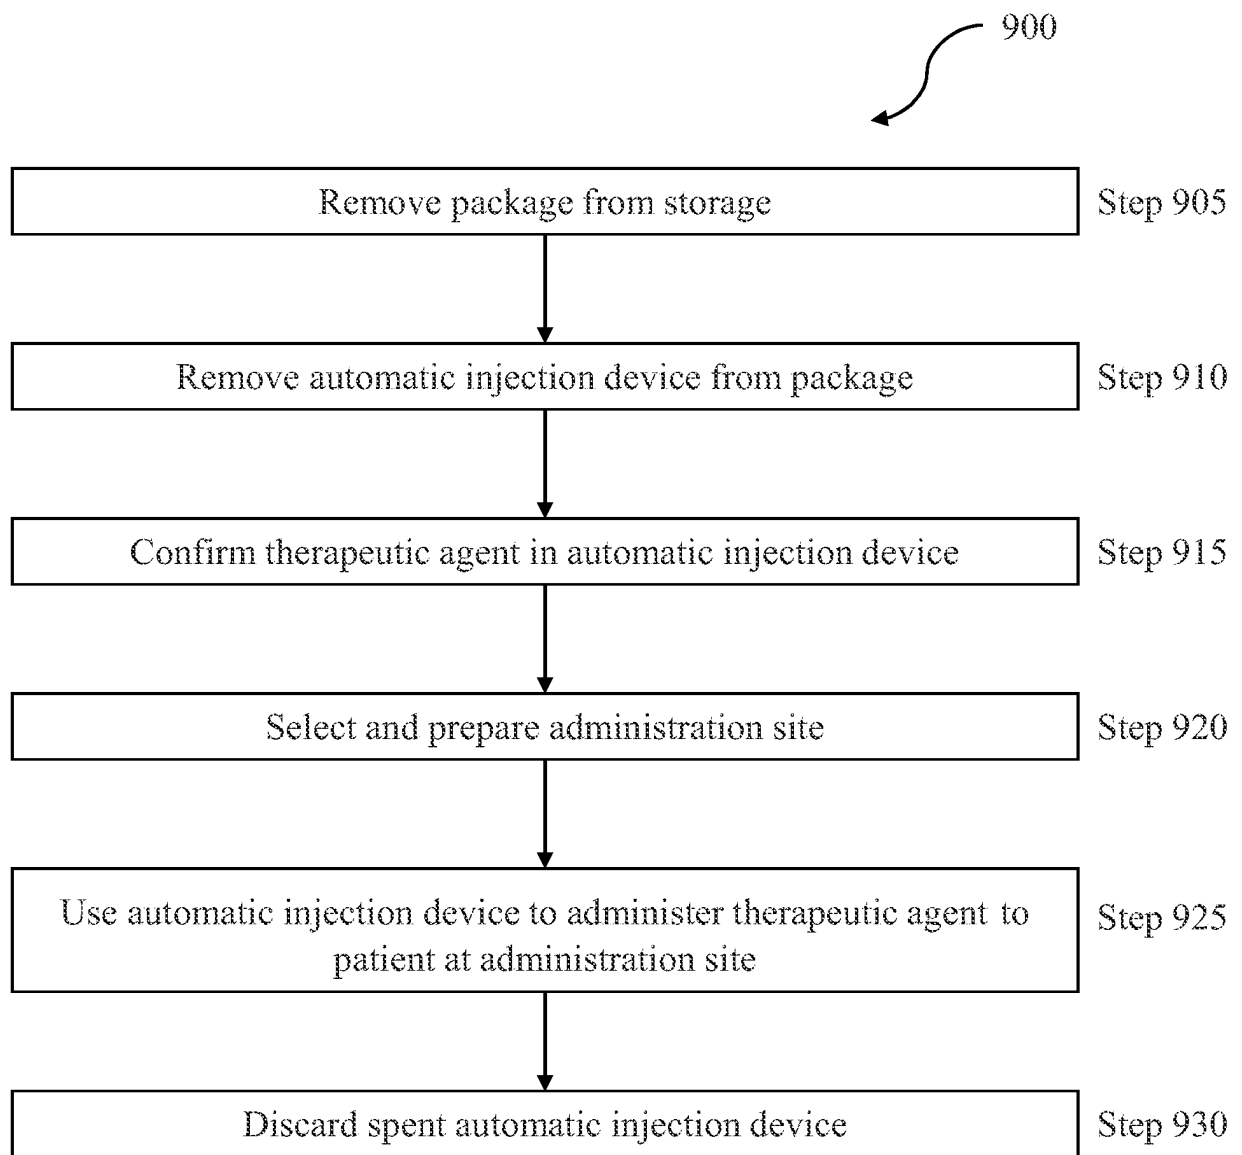 900
Remove package from storage Step 905
Remove automatic injection device from package Step 910
Confirm therapeutic agent in automatic injection device Step 915
Select and prepare administration site Step 920
Use automatic injection device to administer therapeutic agent to Step 925
patient at administration site
Discard spent automatic injection device Step 930